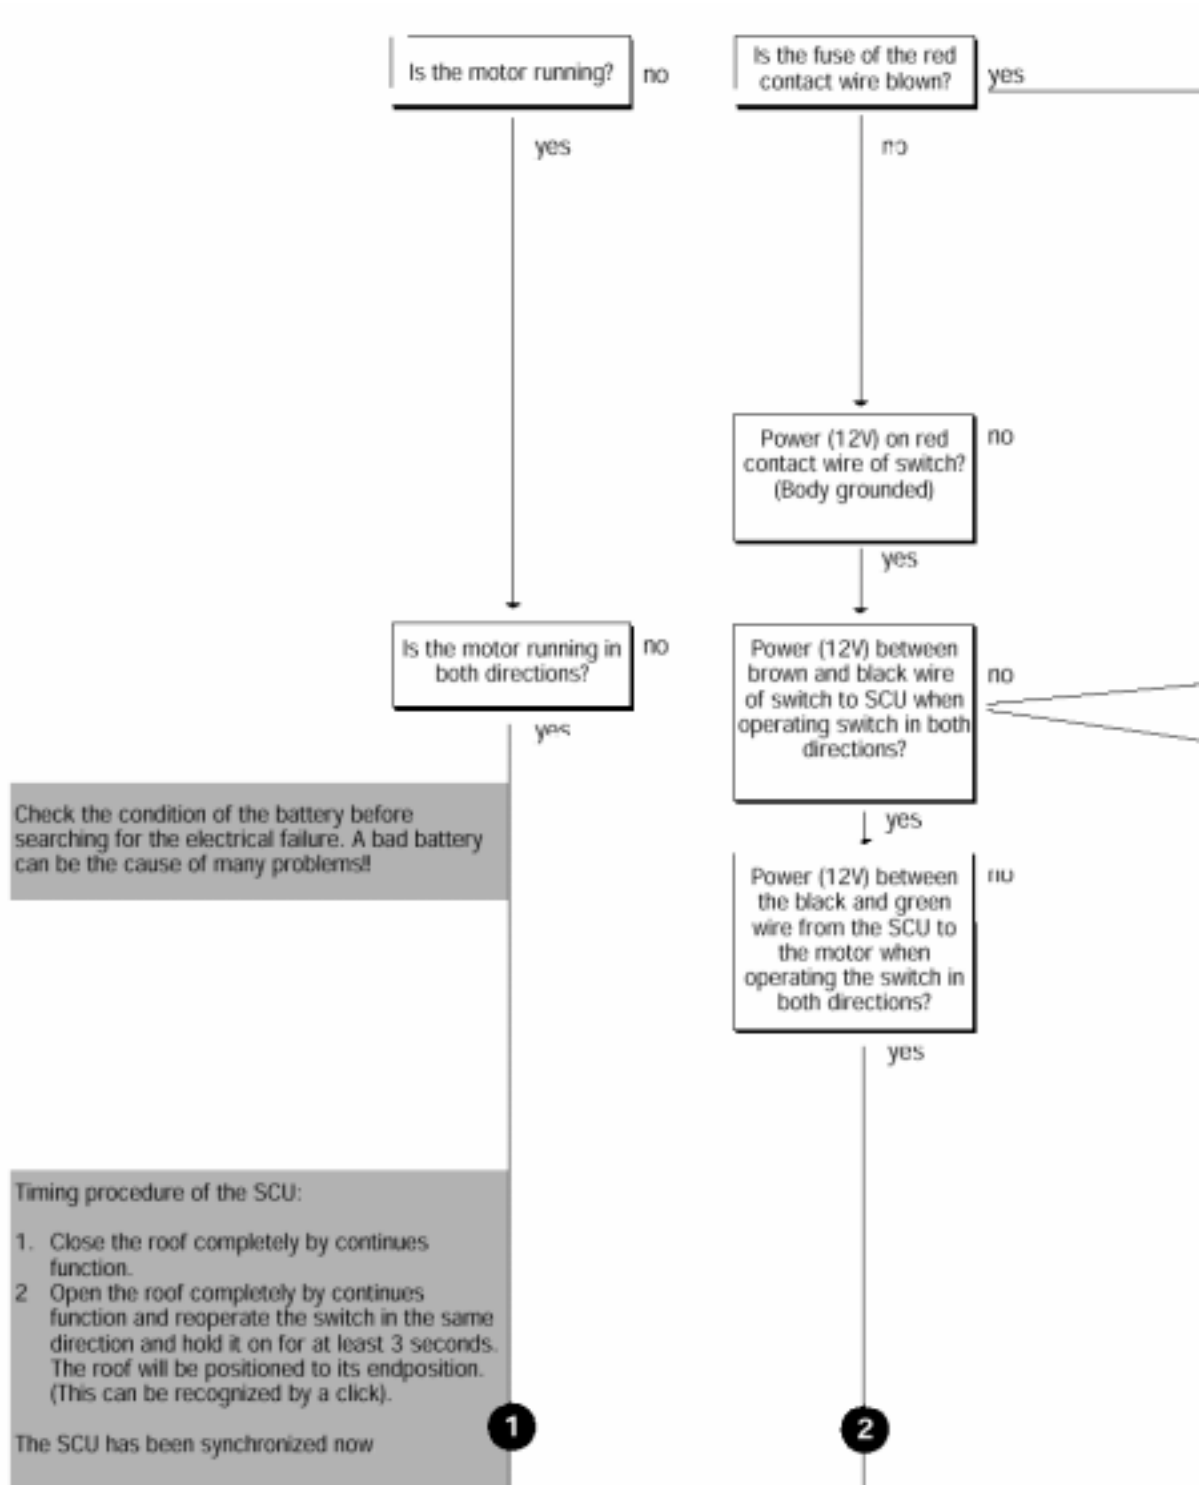 Is the motor running?
no
yes
Is the fuse of the red
contact wire blown?
yes
no
Power (12V) on red
contact wire of switch?
(Body grounded)
no
yes
Is the motor running in
both directions?
no
yes
Power (12V) between
brown and black wire
of switch to SCU when
operating switch in both
directions?
no
yes
Check the condition of the battery before
searching for the electrical failure. A bad battery
can be the cause of many problems!!
Power (12V) between
the black and green
wire from the SCU to
the motor when
operating the switch in
both directions?
no
yes
Timing procedure of the SCU:
1. Close the roof completely by continues
function.
2 Open the roof completely by continues
function and reoperate the switch in the same
direction and hold it on for at least 3 seconds.
The roof will be positioned to its endposition.
(This can be recognized by a click).
The SCU has been synchronized now
1
2